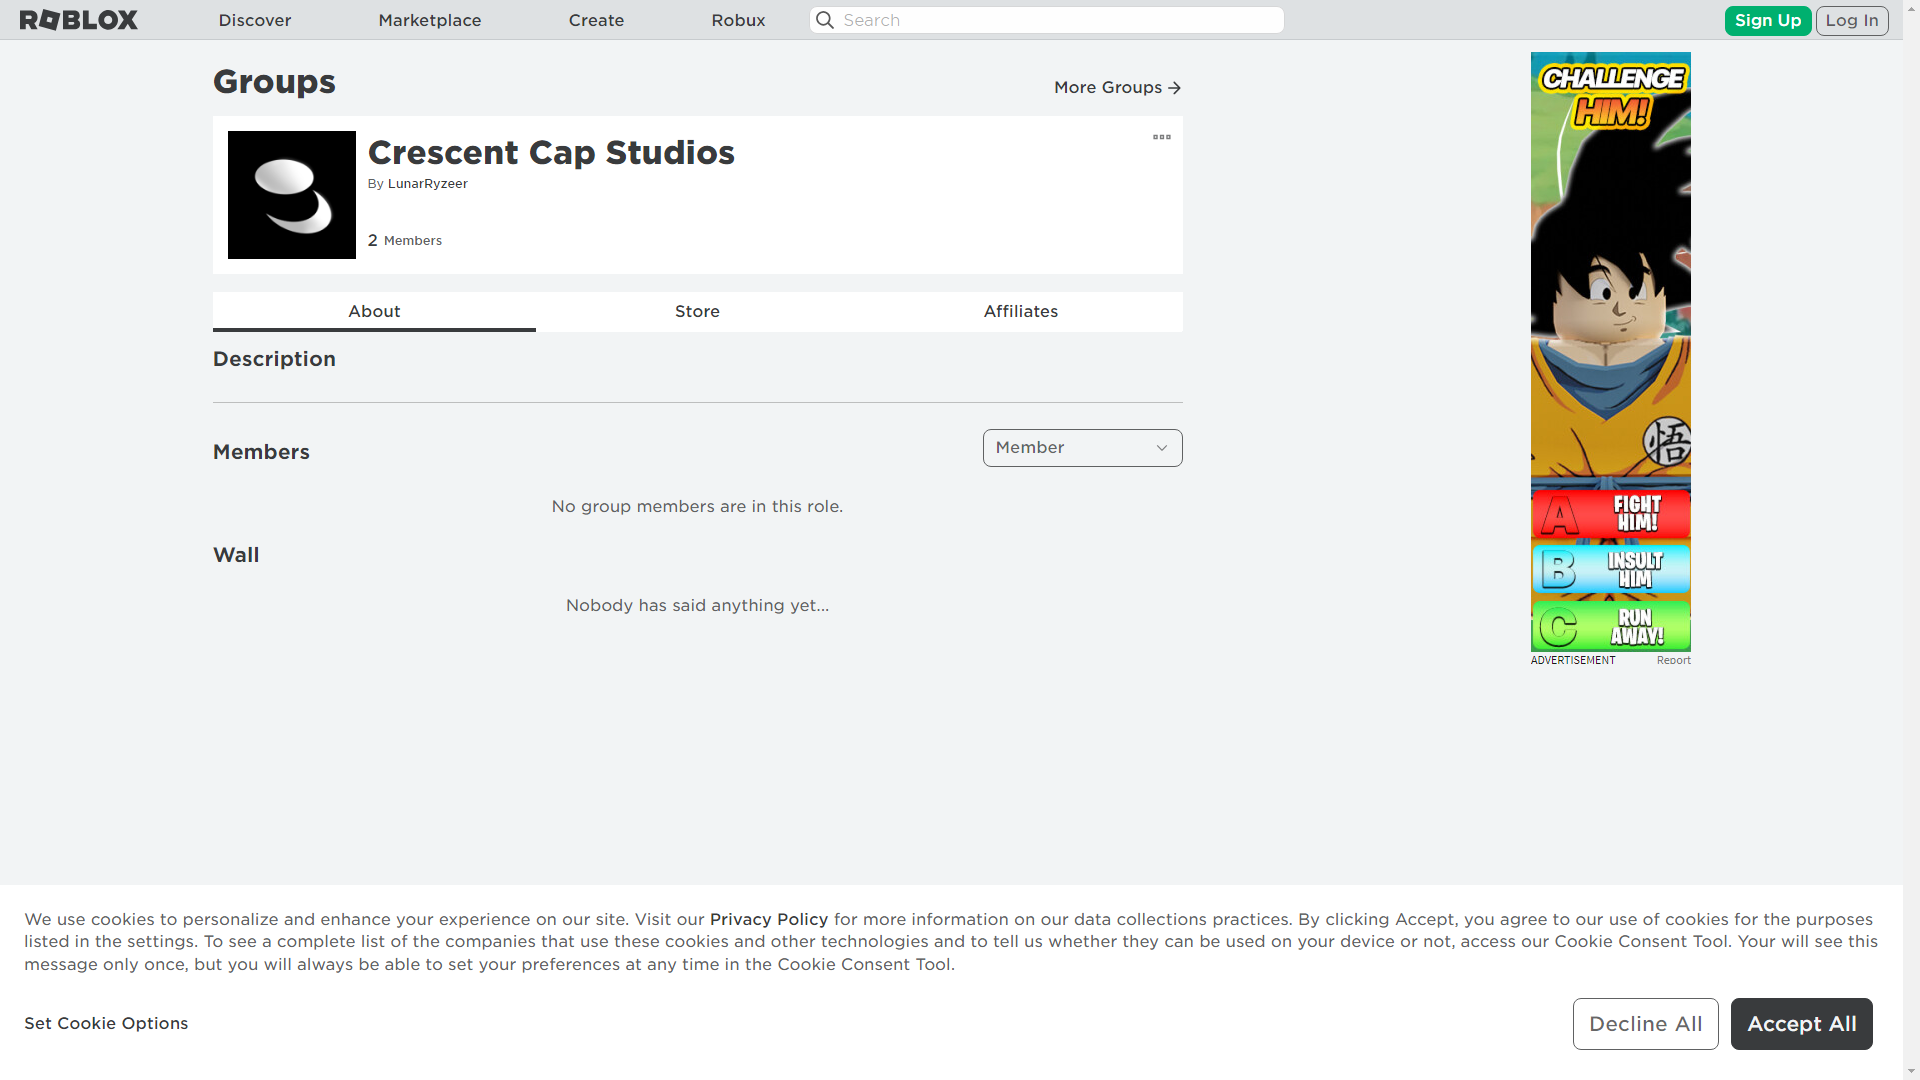 ROBLOX
Discover
Marketplace
Create
Robux
Search
Sign Up
Log In
Groups
More Groups
Crescent Cap Studios
By LunarRyzeer
2 Members
About
Store
Affiliates
Description
Members
Member
No group members are in this role.
Wall
Nobody has said anything yet...
CHALLENGE
HIM!
悟
A FIGHT
HIM!
B INSULT
HIM
C RUN
AWAY!
ADVERTISEMENT
Report
We use cookies to personalize and enhance your experience on our site. Visit our Privacy Policy for more information on our data collections practices. By clicking Accept, you agree to our use of cookies for the purposes
listed in the settings. To see a complete list of the companies that use these cookies and other technologies and to tell us whether they can be used on your device or not, access our Cookie Consent Tool. Your will see this
message only once, but you will always be able to set your preferences at any time in the Cookie Consent Tool.
Set Cookie Options
Decline All
Accept All